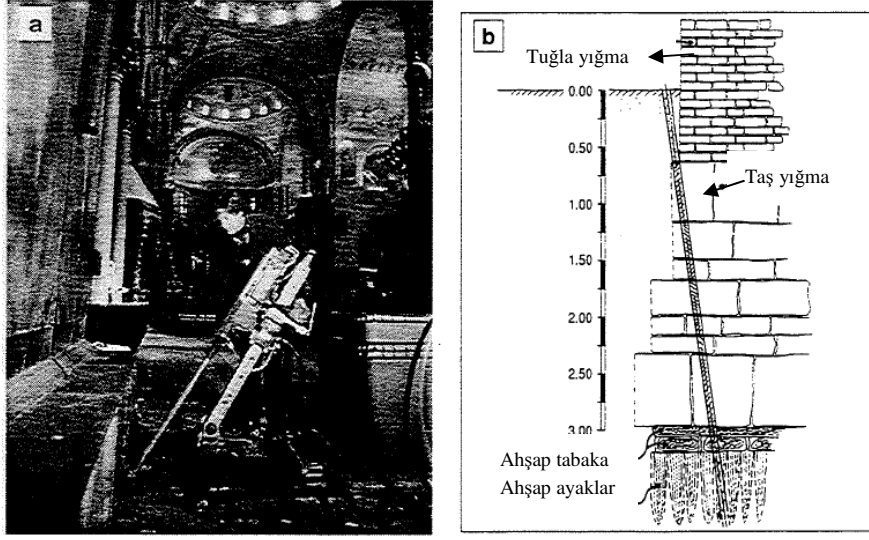 a
b
Tuğla yığma
0.00
0.50
Taş yığma
1.00
1.50
2.00
2.50
3.00
Ahşap tabaka
Ahşap ayaklar